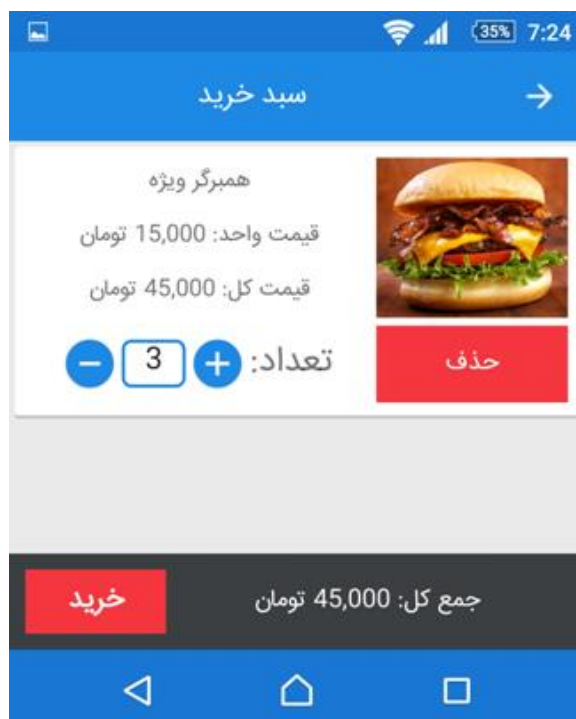 35% 7:24
سبد خرید
همبرگر ویژه
قیمت واحد: 15,000 تومان
قیمت کل: 45,000 تومان
تعداد: 3
حذف
جمع کل: 45,000 تومان
خرید